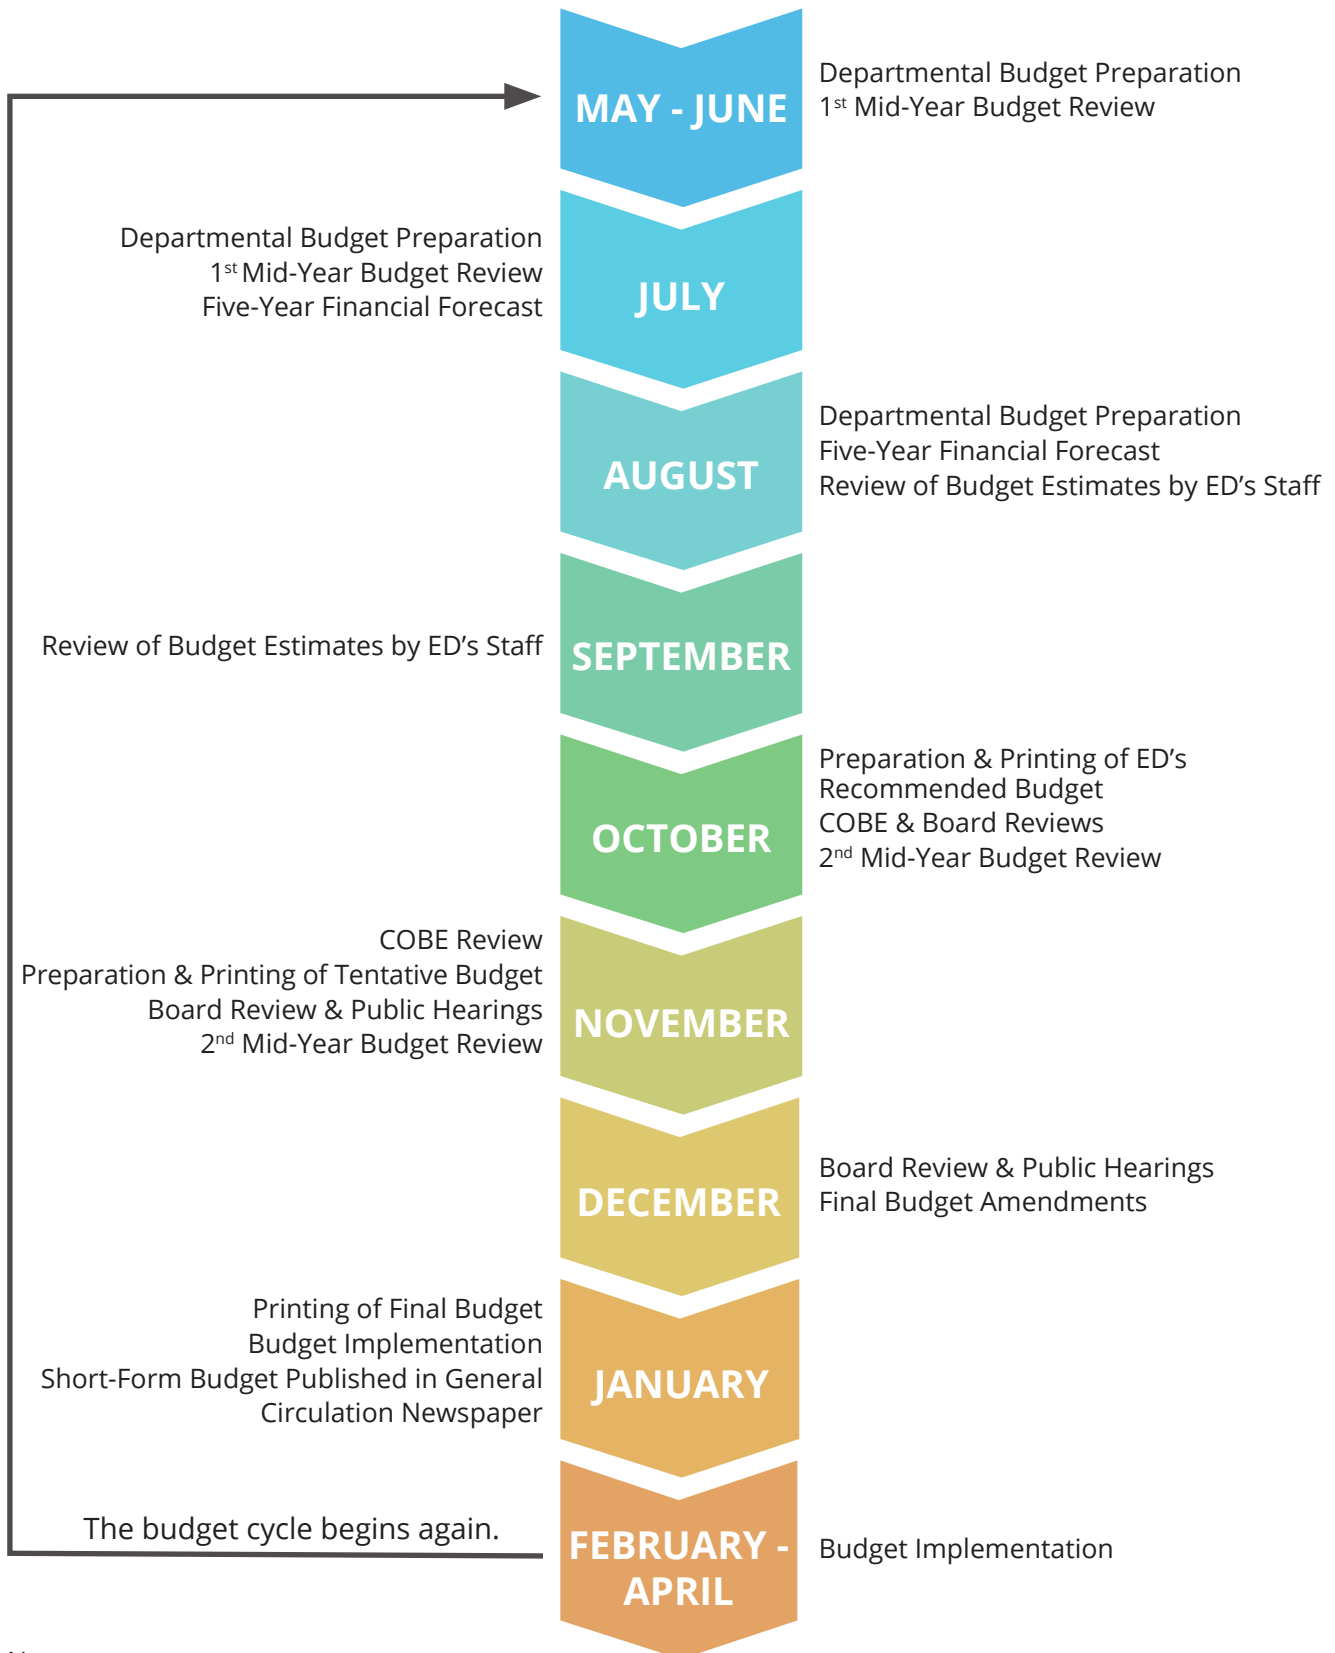 MAY - JUNE
Departmental Budget Preparation
1st Mid-Year Budget Review
Departmental Budget Preparation
1st Mid-Year Budget Review
Five-Year Financial Forecast
JULY
AUGUST
Departmental Budget Preparation
Five-Year Financial Forecast
Review of Budget Estimates by ED’s Staff
Review of Budget Estimates by ED’s Staff
SEPTEMBER
OCTOBER
Preparation & Printing of ED’s
Recommended Budget
COBE & Board Reviews
2nd Mid-Year Budget Review
COBE Review
Preparation & Printing of Tentative Budget
Board Review & Public Hearings
2nd Mid-Year Budget Review
NOVEMBER
DECEMBER
Board Review & Public Hearings
Final Budget Amendments
Printing of Final Budget
Budget Implementation
Short-Form Budget Published in General
Circulation Newspaper
JANUARY
The budget cycle begins again.
FEBRUARY -
APRIL
Budget Implementation